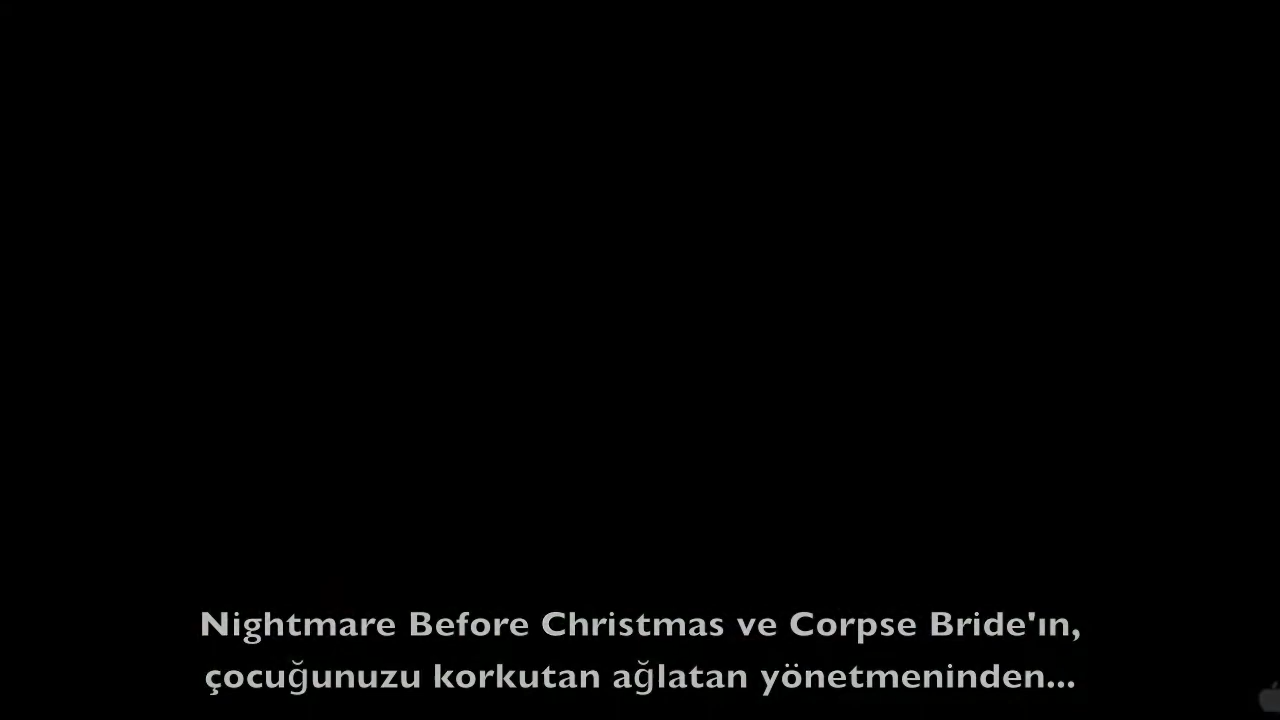 Nightmare Before Christmas ve Corpse Bride'ın,
çocuğunuzu korkutan ağlatan yönetmeninden...